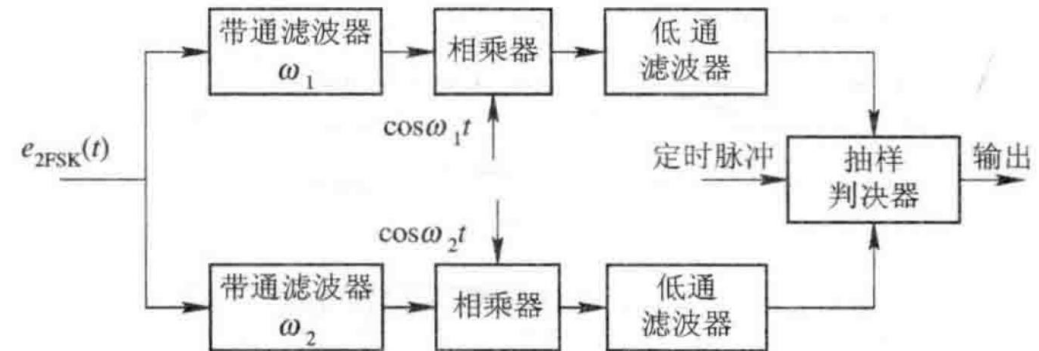 带通滤波器
ω₁
相乘器
低 通
滤波器
cosω₁t
e₂FSK(t)
定时脉冲
抽样
判决器
输出
cosω₂t
带通滤波器
ω₂
相乘器
低通
滤波器